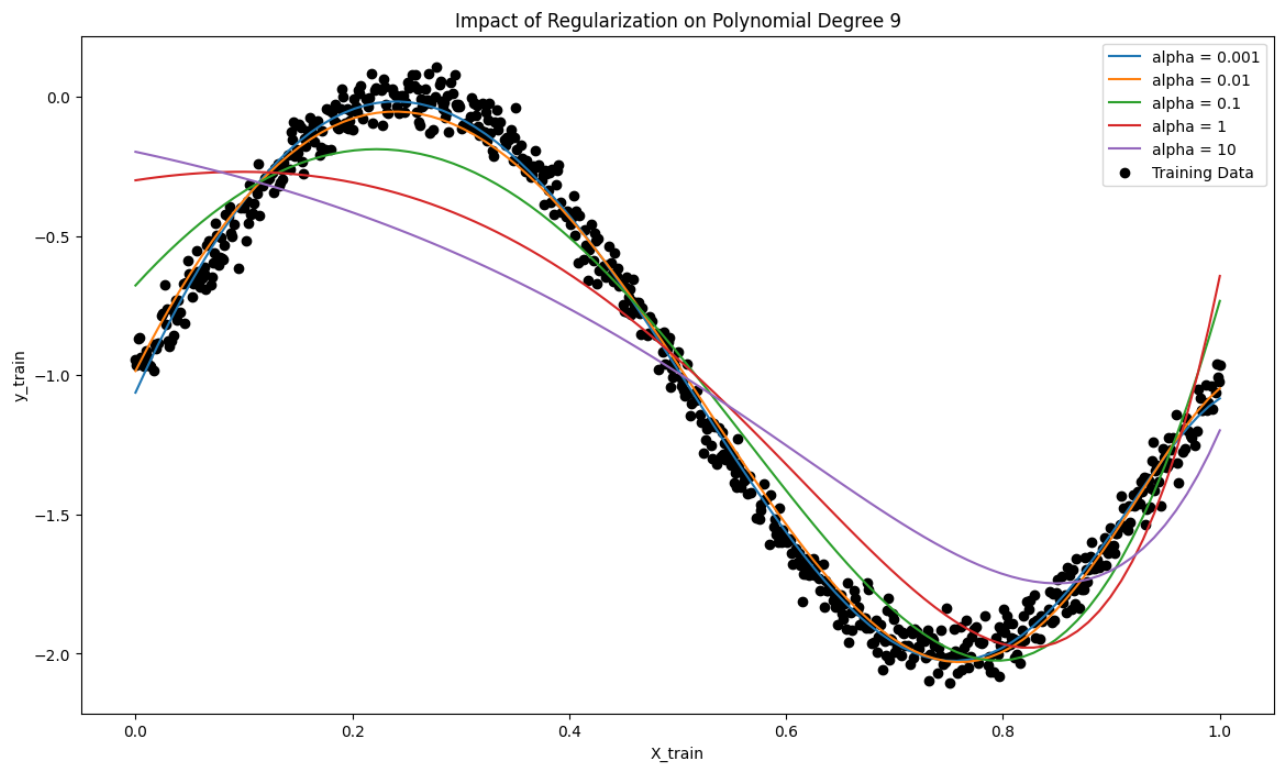 Impact of Regularization on Polynomial Degree 9
alpha = 0.001
alpha = 0.01
alpha = 0.1
alpha = 1
alpha = 10
Training Data
y_train
0.0
−0.5
−1.0
−1.5
−2.0
0.0 0.2 0.4 0.6 0.8 1.0
X_train